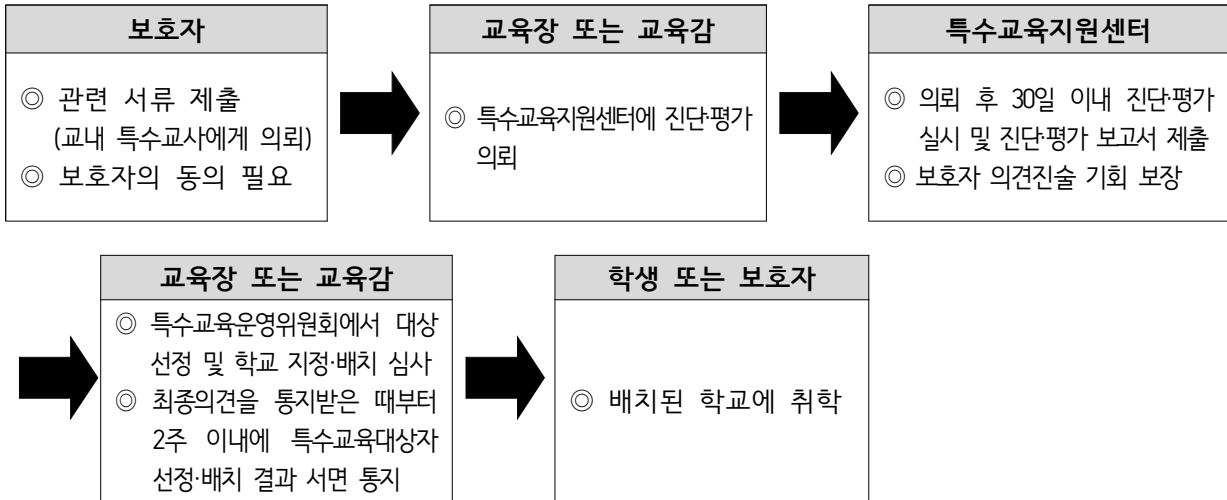 보호자
◎ 관련 서류 제출
(교내 특수교사에게 의뢰)
◎ 보호자의 동의 필요
교육장 또는 교육감
◎ 특수교육지원센터에 진단·평가
의뢰
특수교육지원센터
◎ 의뢰 후 30일 이내 진단·평가
실시 및 진단·평가 보고서 제출
◎ 보호자 의견진술 기회 보장
교육장 또는 교육감
◎ 특수교육운영위원회에서 대상
선정 및 학교 지정·배치 심사
◎ 최종의견을 통지받은 때부터
2주 이내에 특수교육대상자
선정·배치 결과 서면 통지
학생 또는 보호자
◎ 배치된 학교에 취학